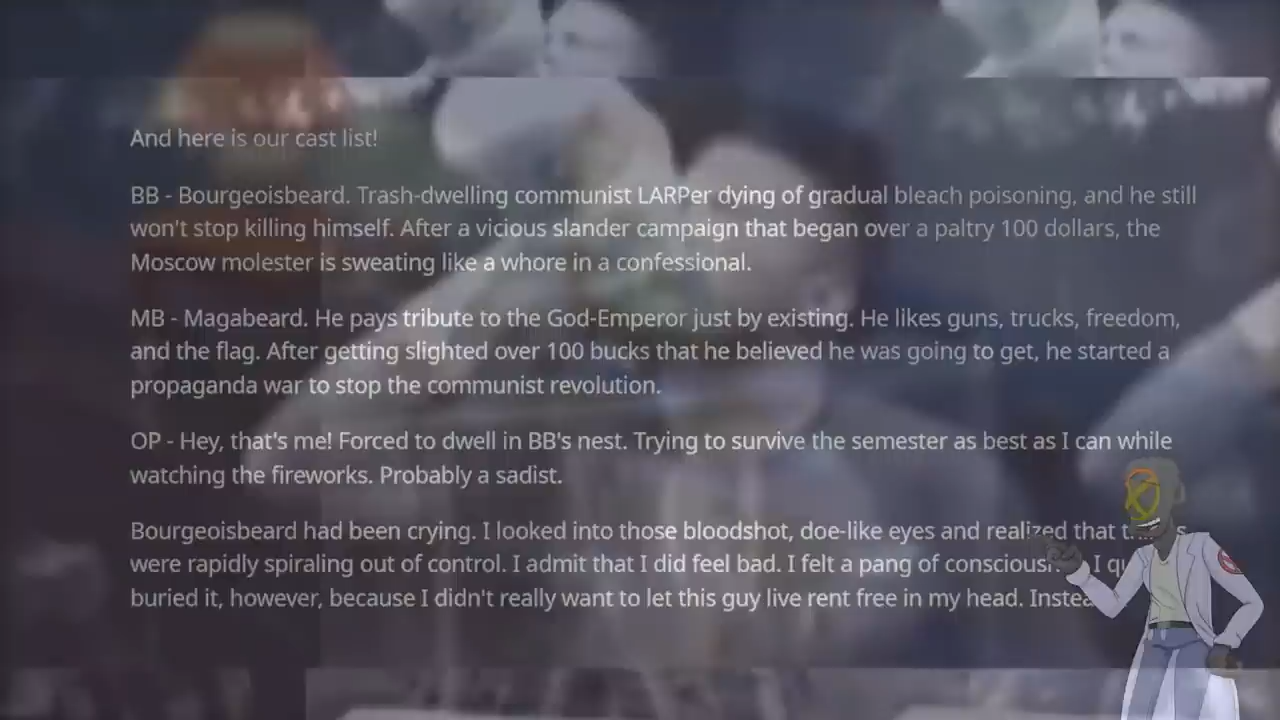 And here is our cast list!
BB - Bourgeoisbeard. Trash-dwelling communist LARPer dying of gradual bleach poisoning, and he still
won't stop killing himself. After a vicious slander campaign that began over a paltry 100 dollars, the
Moscow molester is sweating like a whore in a confessional.
MB - Magabeard. He pays tribute to the God-Emperor just by existing. He likes guns, trucks, freedom,
and the flag. After getting slighted over 100 bucks that he believed he was going to get, he started a
propaganda war to stop the communist revolution.
OP - Hey, that's me! Forced to dwell in BB's nest. Trying to survive the semester as best as I can while
watching the fireworks. Probably a sadist.
Bourgeoisbeard had been crying. I looked into those bloodshot, doe-like eyes and realized that
were rapidly spiraling out of control. I admit that I did feel bad. I felt a pang of I
buried it, however, because I didn't really want to let this guy live rent free in my head.